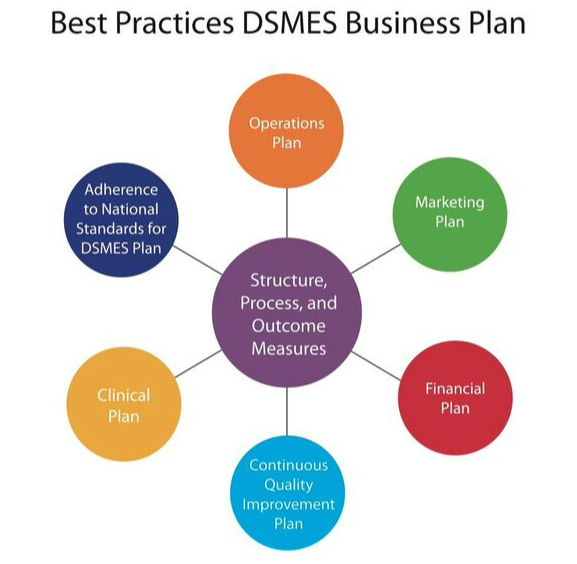 Best Practices DSMES Business Plan
Operations
Plan
Marketing
Plan
Financial
Plan
Continuous
Quality
Improvement
Plan
Clinical
Plan
Adherence
to National
Standards for
DSMES Plan
Structure,
Process, and
Outcome
Measures